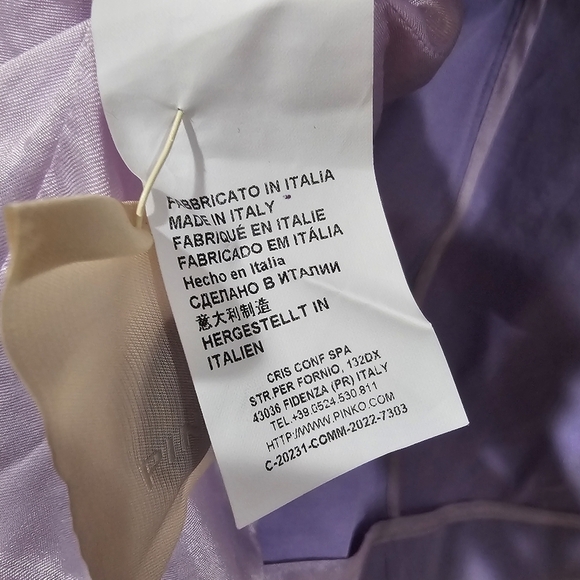 FABBRICATO IN ITALIA
MADE IN ITALY
FABRIQUÉ EN ITALIE
FABRICADO EM ITÁLIA
Hecho en Italia
СДЕЛАНО В ИТАЛИИ
意大利制造
HERGESTELLT IN
ITALIEN
CRIS CONF SPA
STR.PER FORNIO, 132DX
43036 FIDENZA (PR) ITALY
TEL.+39.0524.530.811
HTTP://WWW.PINKO.COM
C-20231-COMM-2022-7303